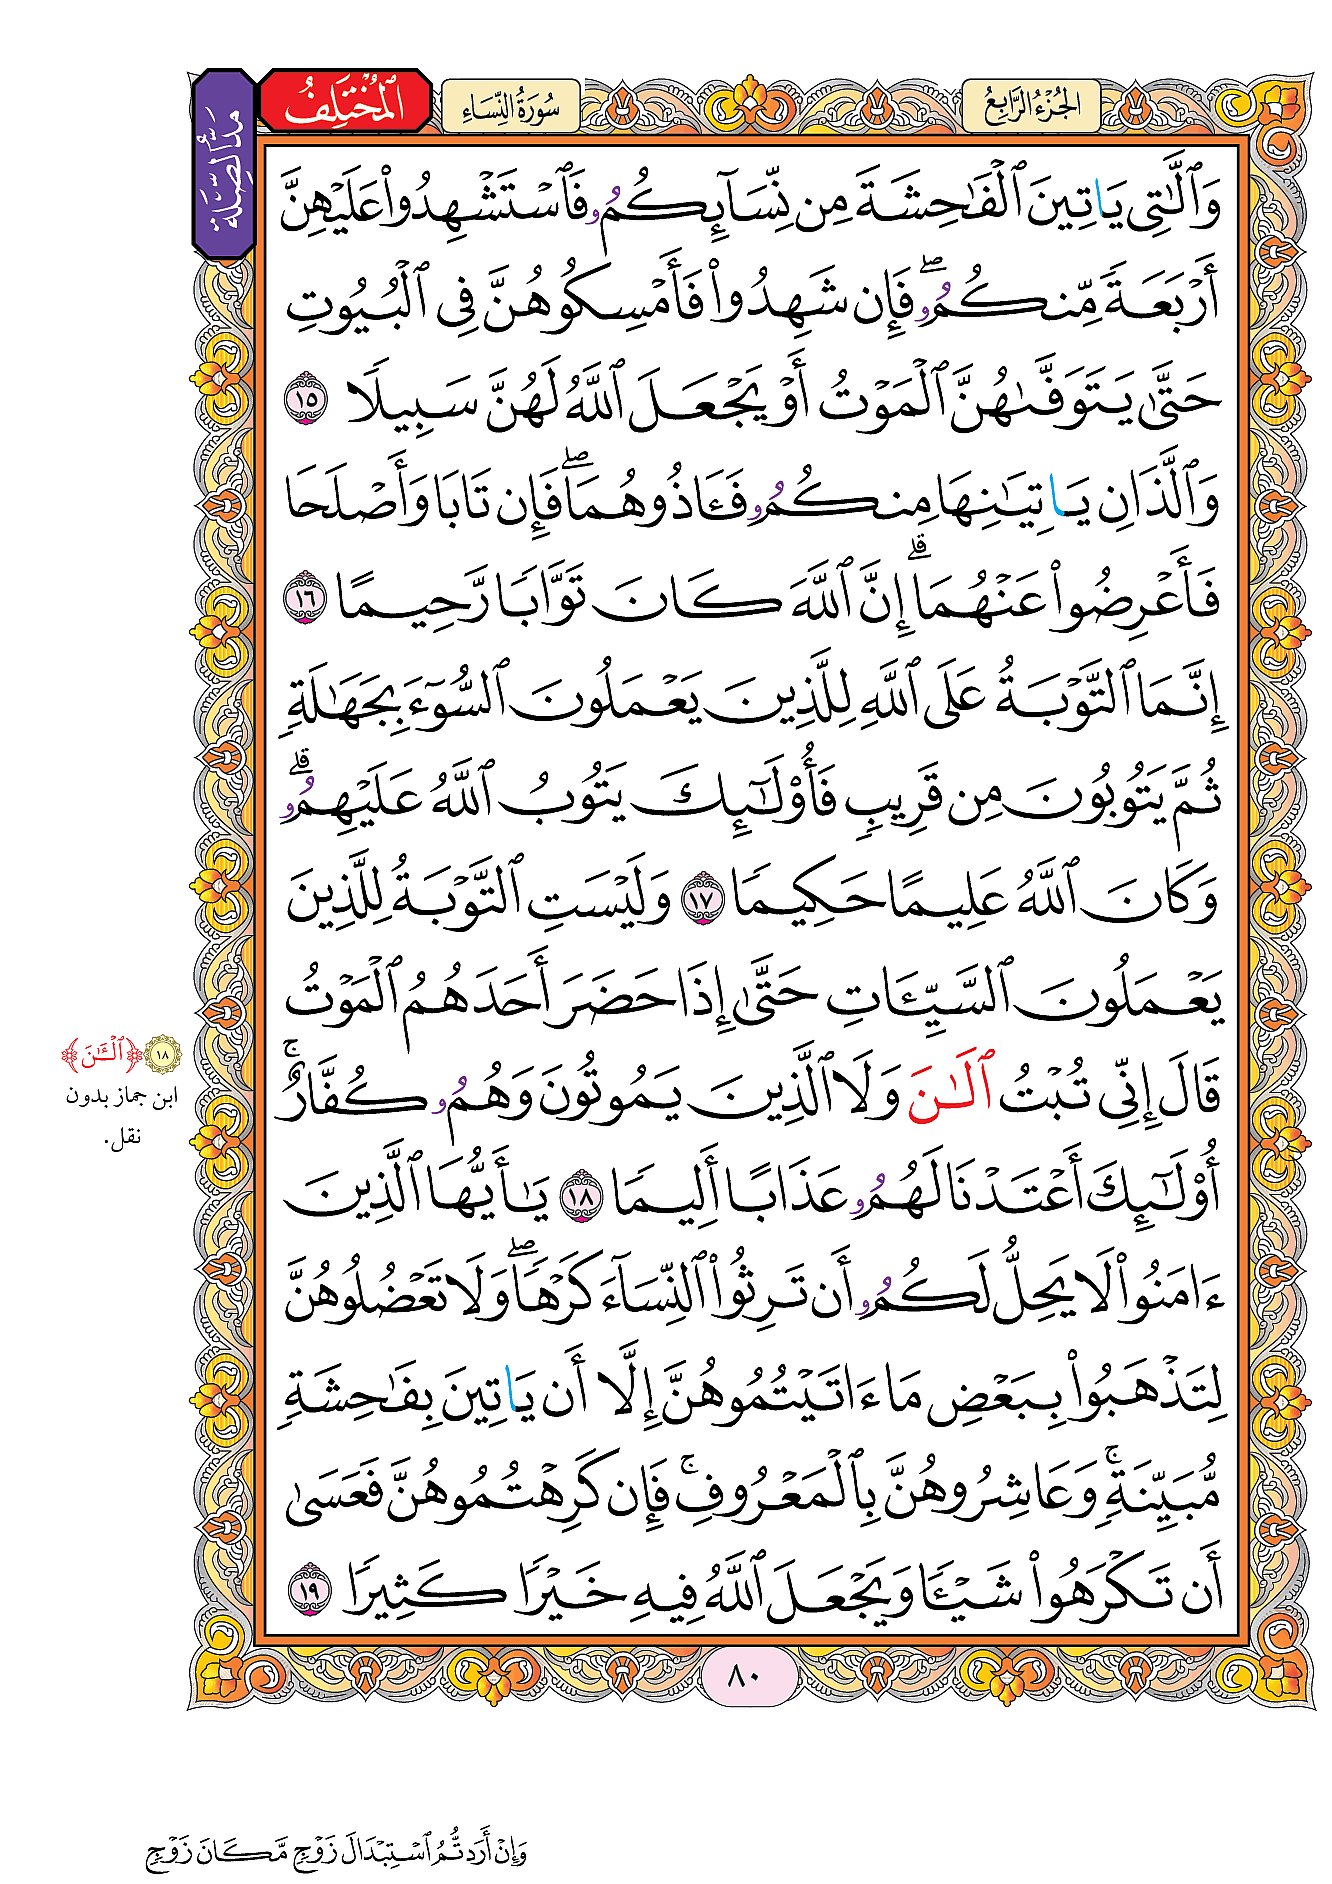 الجُزْءُ الرَّابِعُ
سُورَةُ النِّسَاءِ
المُخْتَلِفُ
مَدُّ الصِّلَةِ
وَٱلَّٰتِى يَاتِينَ ٱلْفَٰحِشَةَ مِن نِّسَآئِكُمُۥ فَٱسْتَشْهِدُوا۟ عَلَيْهِنَّ
أَرْبَعَةً مِّنكُمُۥۖ فَإِن شَهِدُوا۟ فَأَمْسِكُوهُنَّ فِى ٱلْبُيُوتِ
حَتَّىٰ يَتَوَفَّىٰهُنَّ ٱلْمَوْتُ أَوْ يَجْعَلَ ٱللَّهُ لَهُنَّ سَبِيلًا ١٥
وَٱلَّذَانِ يَاتِيَٰنِهَا مِنكُمُۥ فَـَٔاذُوهُمَاۖ فَإِن تَابَا وَأَصْلَحَا
فَأَعْرِضُوا۟ عَنْهُمَاۗ إِنَّ ٱللَّهَ كَانَ تَوَّابًا رَّحِيمًا ١٦
إِنَّمَا ٱلتَّوْبَةُ عَلَى ٱللَّهِ لِلَّذِينَ يَعْمَلُونَ ٱلسُّوٓءَ بِجَهَٰلَةٍ
ثُمَّ يَتُوبُونَ مِن قَرِيبٍ فَأُو۟لَٰٓئِكَ يَتُوبُ ٱللَّهُ عَلَيْهِمُۥۗ
وَكَانَ ٱللَّهُ عَلِيمًا حَكِيمًا ١٧ وَلَيْسَتِ ٱلتَّوْبَةُ لِلَّذِينَ
يَعْمَلُونَ ٱلسَّيِّـَٔاتِ حَتَّىٰ إِذَا حَضَرَ أَحَدَهُمُ ٱلْمَوْتُ
قَالَ إِنِّى تُبْتُ ٱلَٰنَ وَلَا ٱلَّذِينَ يَمُوتُونَ وَهُمُۥ كُفَّارٌۚ
أُو۟لَٰٓئِكَ أَعْتَدْنَا لَهُمُۥ عَذَابًا أَلِيمًا ١٨ يَٰٓأَيُّهَا ٱلَّذِينَ
ءَامَنُوا۟ لَا يَحِلُّ لَكُمُۥ أَن تَرِثُوا۟ ٱلنِّسَآءَ كَرْهًاۖ وَلَا تَعْضُلُوهُنَّ
لِتَذْهَبُوا۟ بِبَعْضِ مَا ءَاتَيْتُمُوهُنَّ إِلَّا أَن يَاتِينَ بِفَٰحِشَةٍ
مُّبَيِّنَةٍۚ وَعَاشِرُوهُنَّ بِٱلْمَعْرُوفِۚ فَإِن كَرِهْتُمُوهُنَّ فَعَسَىٰ
أَن تَكْرَهُوا۟ شَيْـًٔا وَيَجْعَلَ ٱللَّهُ فِيهِ خَيْرًا كَثِيرًا ١٩
١٨ ﴿ٱلْـَٰٔنَ﴾
ابن جماز بدون
نقل.
٨٠
وَإِنْ أَرَدتُّمُ ٱسْتِبْدَالَ زَوْجٍ مَّكَانَ زَوْجٍ